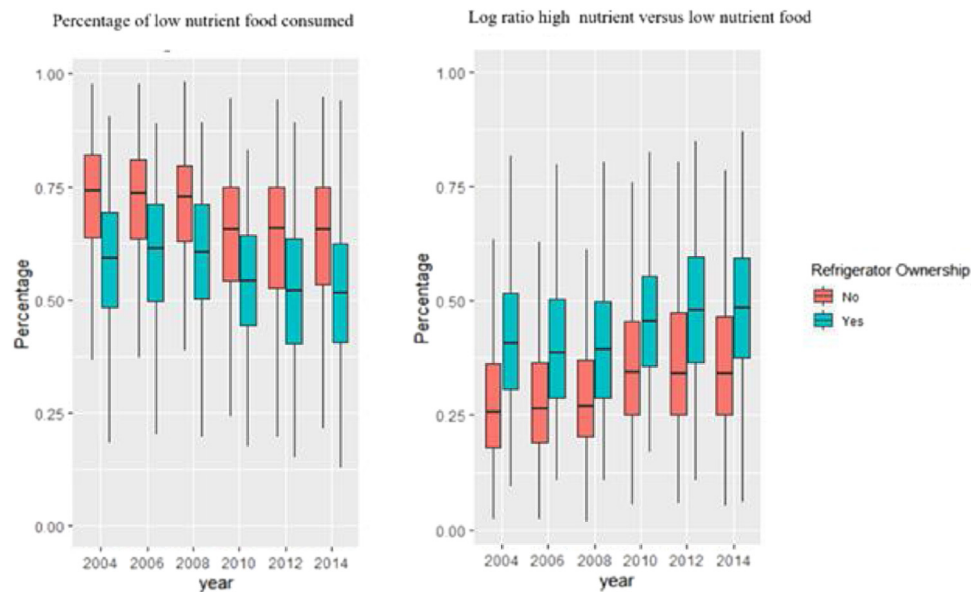 Percentage of low nutrient food consumed
Log ratio high nutrient versus low nutrient food
1.00
0.75
0.50
0.25
0.00
Percentage
2004 2006 2008 2010 2012 2014
year
1.00
0.75
0.50
0.25
0.00
Percentage
2004 2006 2008 2010 2012 2014
year
Refrigerator Ownership
No
Yes